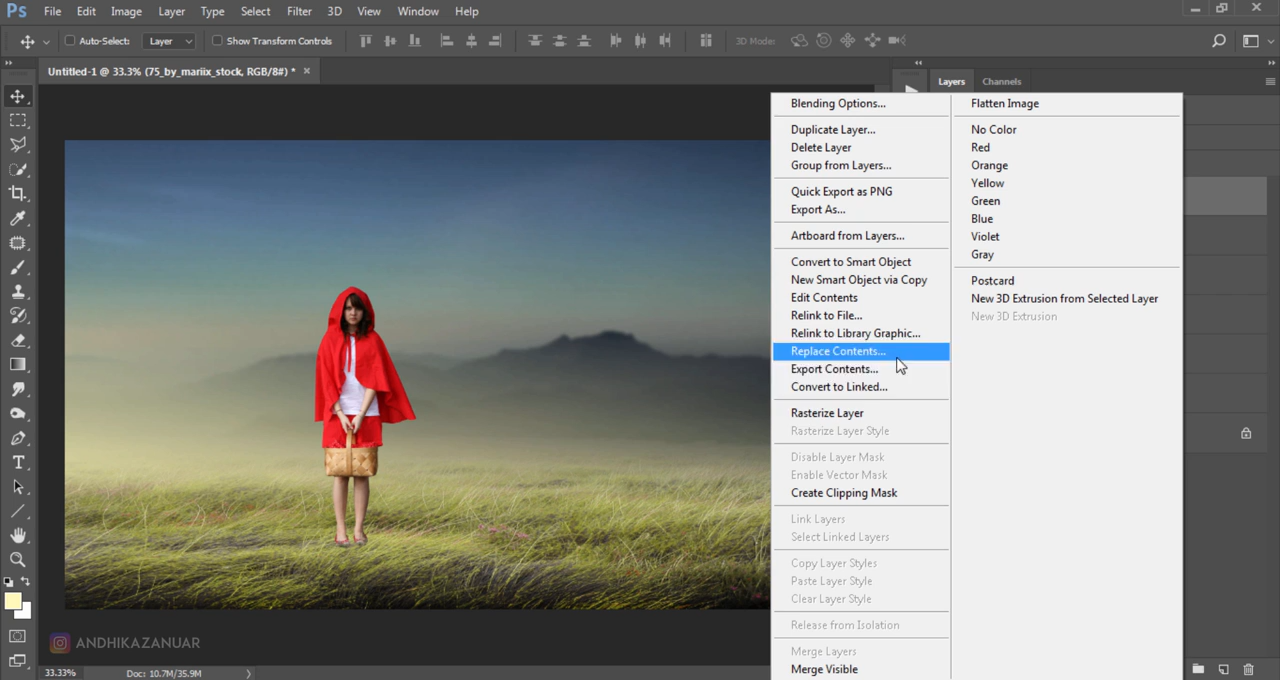 Ps File Edit Image Layer Type Select Filter 3D View Window Help
Auto-Select: Layer Show Transform Controls 3D Mode:
Untitled-1 @ 33.3% (75_by_mariix_stock, RGB/8#) * ×
Layers Channels
Blending Options...
Duplicate Layer...
Delete Layer
Group from Layers...
Quick Export as PNG
Export As...
Artboard from Layers...
Convert to Smart Object
New Smart Object via Copy
Edit Contents
Relink to File...
Relink to Library Graphic...
Replace Contents...
Export Contents...
Convert to Linked...
Rasterize Layer
Rasterize Layer Style
Disable Layer Mask
Enable Vector Mask
Create Clipping Mask
Link Layers
Select Linked Layers
Copy Layer Styles
Paste Layer Style
Clear Layer Style
Release from Isolation
Merge Layers
Merge Visible
Flatten Image
No Color
Red
Orange
Yellow
Green
Blue
Violet
Gray
Postcard
New 3D Extrusion from Selected Layer
New 3D Extrusion
ANDHIKAZANUAR
33.33% Doc: 10.7M/35.9M